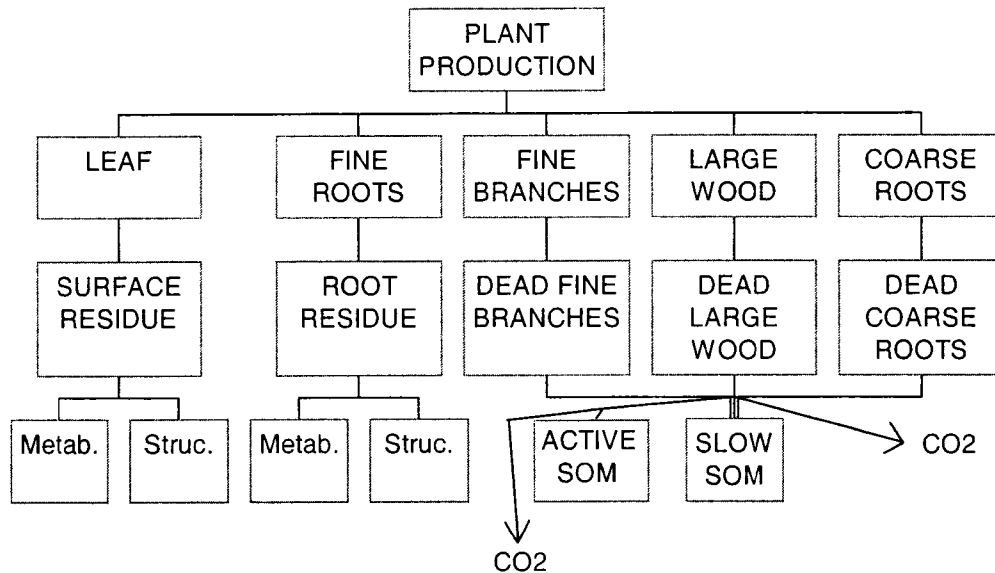 PLANT
PRODUCTION
LEAF
FINE
ROOTS
FINE
BRANCHES
LARGE
WOOD
COARSE
ROOTS
SURFACE
RESIDUE
ROOT
RESIDUE
DEAD FINE
BRANCHES
DEAD
LARGE
WOOD
DEAD
COARSE
ROOTS
Metab.
Struc.
Metab.
Struc.
ACTIVE
SOM
SLOW
SOM
CO2
CO2